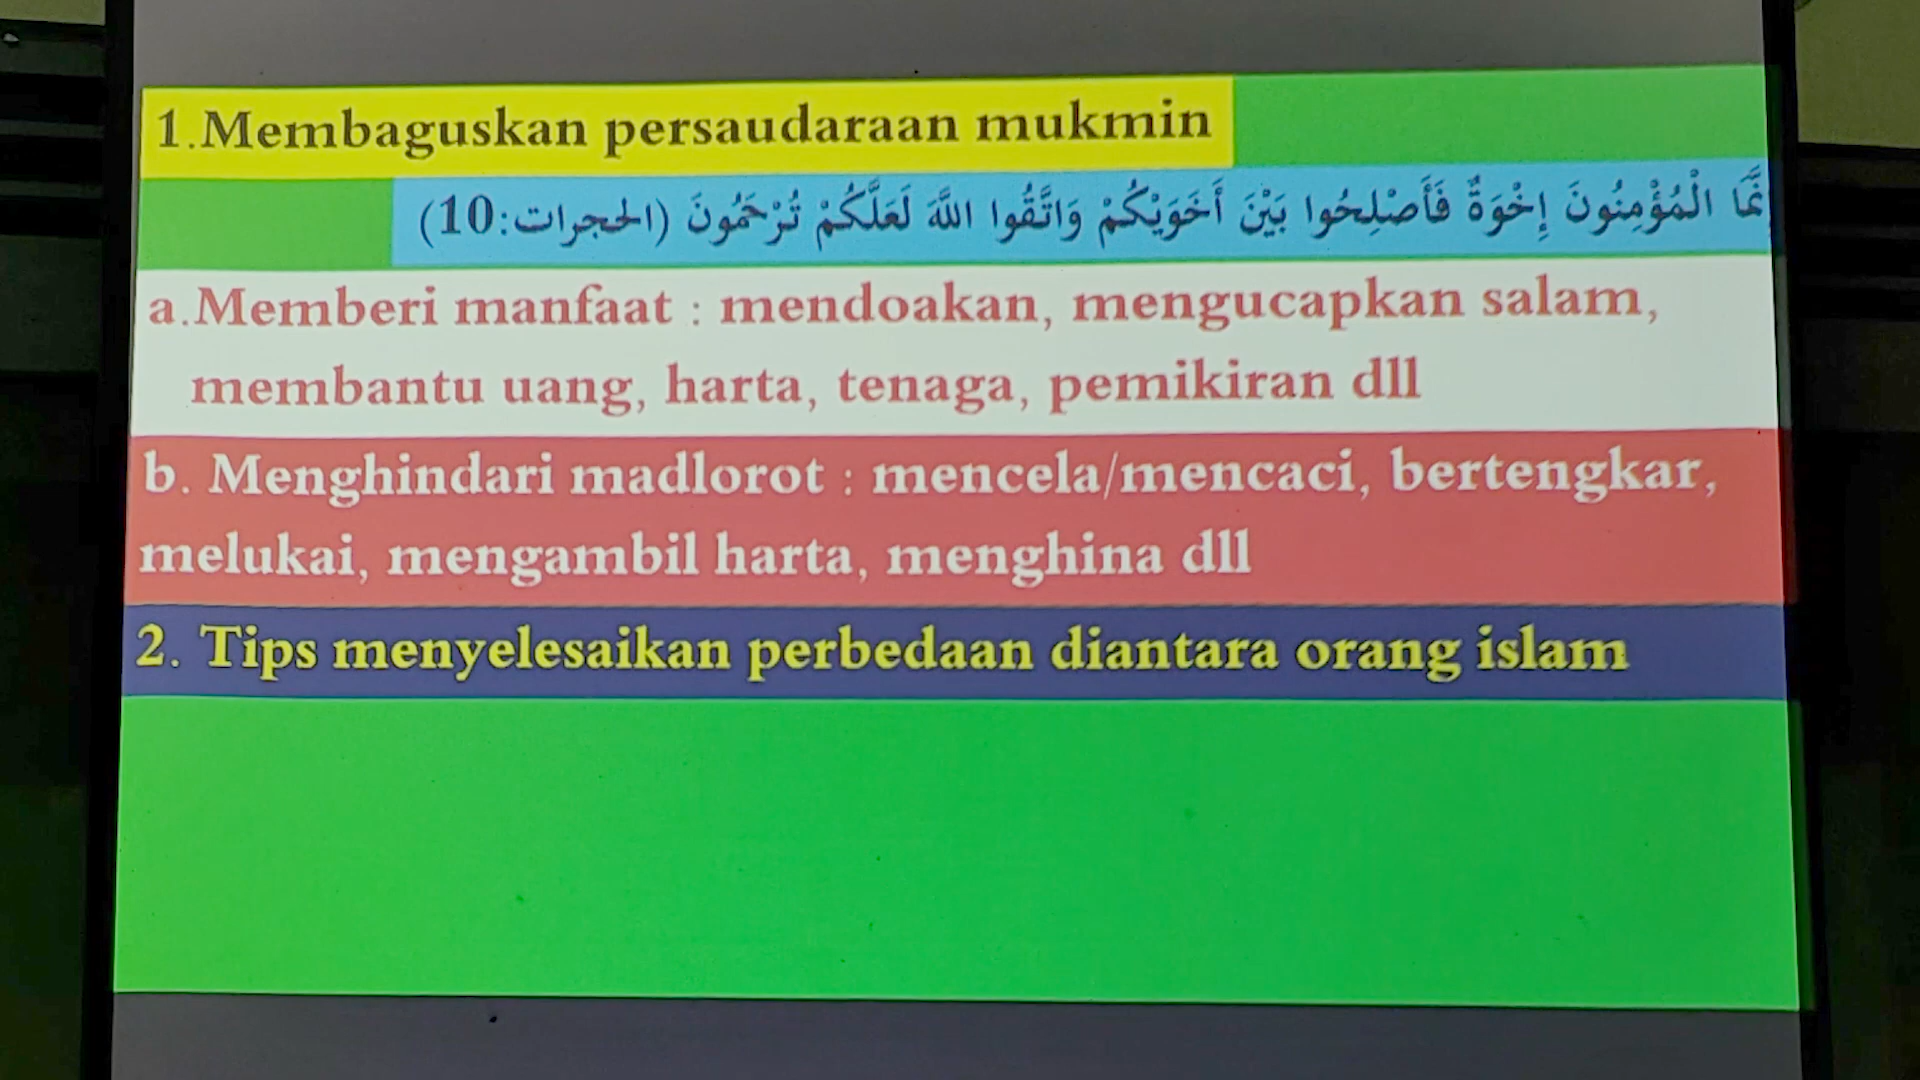 1.Membaguskan persaudaraan mukmin
نَّمَا الْمُؤْمِنُونَ إِخْوَةٌ فَأَصْلِحُوا بَيْنَ أَخَوَيْكُمْ وَاتَّقُوا اللَّهَ لَعَلَّكُمْ تُرْحَمُونَ (الحجرات:10)
a.Memberi manfaat : mendoakan, mengucapkan salam,
membantu uang, harta, tenaga, pemikiran dll
b. Menghindari madlorot : mencela/mencaci, bertengkar,
melukai, mengambil harta, menghina dll
2. Tips menyelesaikan perbedaan diantara orang islam